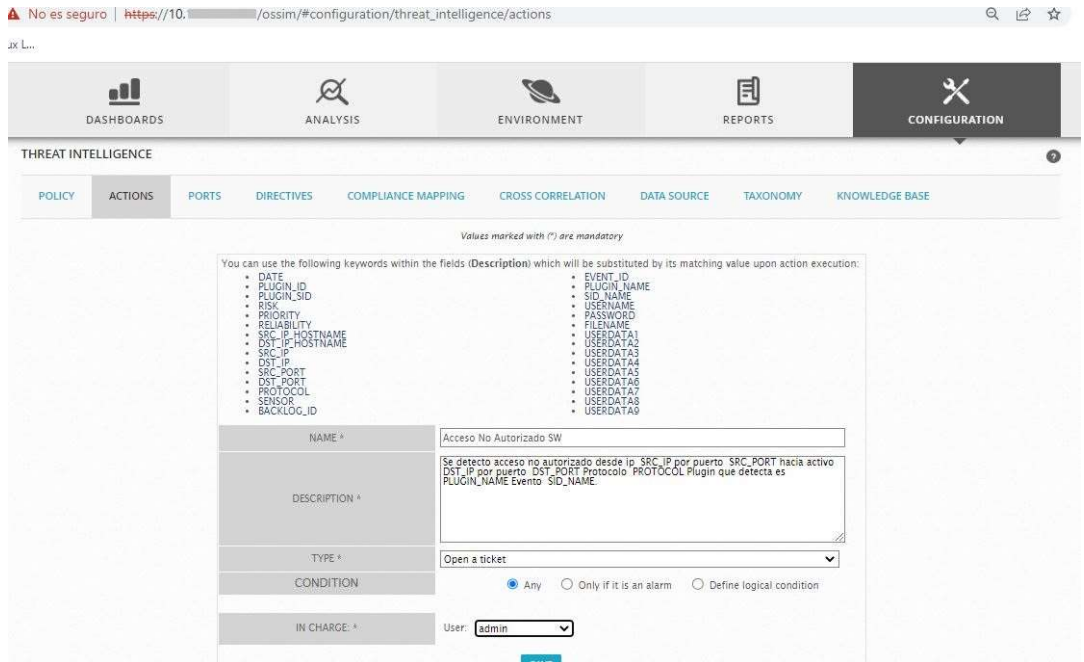 No es seguro | https://10.1 /ossim/#configuration/threat_intelligence/actions
ux L...
DASHBOARDS ANALYSIS ENVIRONMENT REPORTS CONFIGURATION
THREAT INTELLIGENCE
POLICY ACTIONS PORTS DIRECTIVES COMPLIANCE MAPPING CROSS CORRELATION DATA SOURCE TAXONOMY KNOWLEDGE BASE
Values marked with (*) are mandatory
You can use the following keywords within the fields (Description) which will be substituted by its matching value upon action execution:
• DATE
• PLUGIN_ID
• PLUGIN_SID
• RISK
• PRIORITY
• RELIABILITY
• SRC_IP_HOSTNAME
• DST_IP_HOSTNAME
• SRC_IP
• DST_IP
• SRC_PORT
• DST_PORT
• PROTOCOL
• SENSOR
• BACKLOG_ID
• EVENT_ID
• PLUGIN_NAME
• SID_NAME
• USERNAME
• PASSWORD
• FILENAME
• USERDATA1
• USERDATA2
• USERDATA3
• USERDATA4
• USERDATA5
• USERDATA6
• USERDATA7
• USERDATA8
• USERDATA9
NAME * Acceso No Autorizado SW
DESCRIPTION *
Se detecto acceso no autorizado desde ip SRC_IP por puerto SRC_PORT hacia activo
DST_IP por puerto DST_PORT Protocolo PROTOCOL Plugin que detecta es
PLUGIN_NAME Evento SID_NAME.
TYPE * Open a ticket
CONDITION Any Only if it is an alarm Define logical condition
IN CHARGE: * User: admin